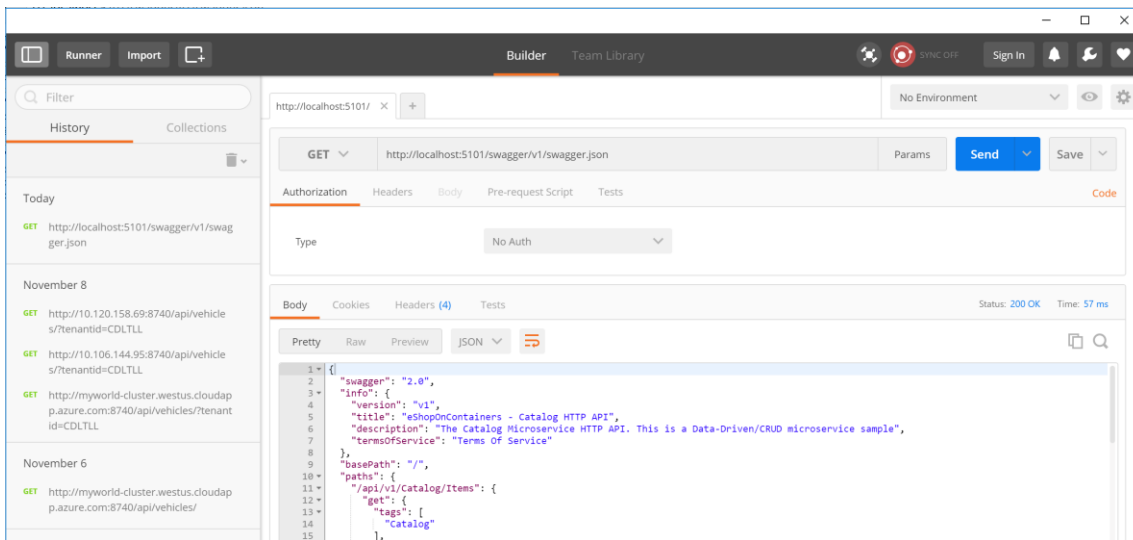 Runner Import Builder Team Library SYNC OFF Sign In
Filter
History Collections
Today
GET http://localhost:5101/swagger/v1/swag
ger.json
November 8
GET http://10.120.158.69:8740/api/vehicle
s/?tenantid=CDLTLL
GET http://10.106.144.95:8740/api/vehicle
s/?tenantid=CDLTLL
GET http://myworld-cluster.westus.cloudap
p.azure.com:8740/api/vehicles/?tenant
id=CDLTLL
November 6
GET http://myworld-cluster.westus.cloudap
p.azure.com:8740/api/vehicles/
http://localhost:5101/ No Environment
GET http://localhost:5101/swagger/v1/swagger.json Params Send Save
Authorization Headers Body Pre-request Script Tests Code
Type No Auth
Body Cookies Headers (4) Tests Status: 200 OK Time: 57 ms
Pretty Raw Preview JSON
1 {
2 "swagger": "2.0",
3 "info": {
4 "version": "v1",
5 "title": "eShopOnContainers - Catalog HTTP API",
6 "description": "The Catalog Microservice HTTP API. This is a Data-Driven/CRUD microservice sample",
7 "termsOfService": "Terms Of Service"
8 },
9 "basePath": "/",
10 "paths": {
11 "/api/v1/Catalog/Items": {
12 "get": {
13 "tags": [
14 "Catalog"
15 ],